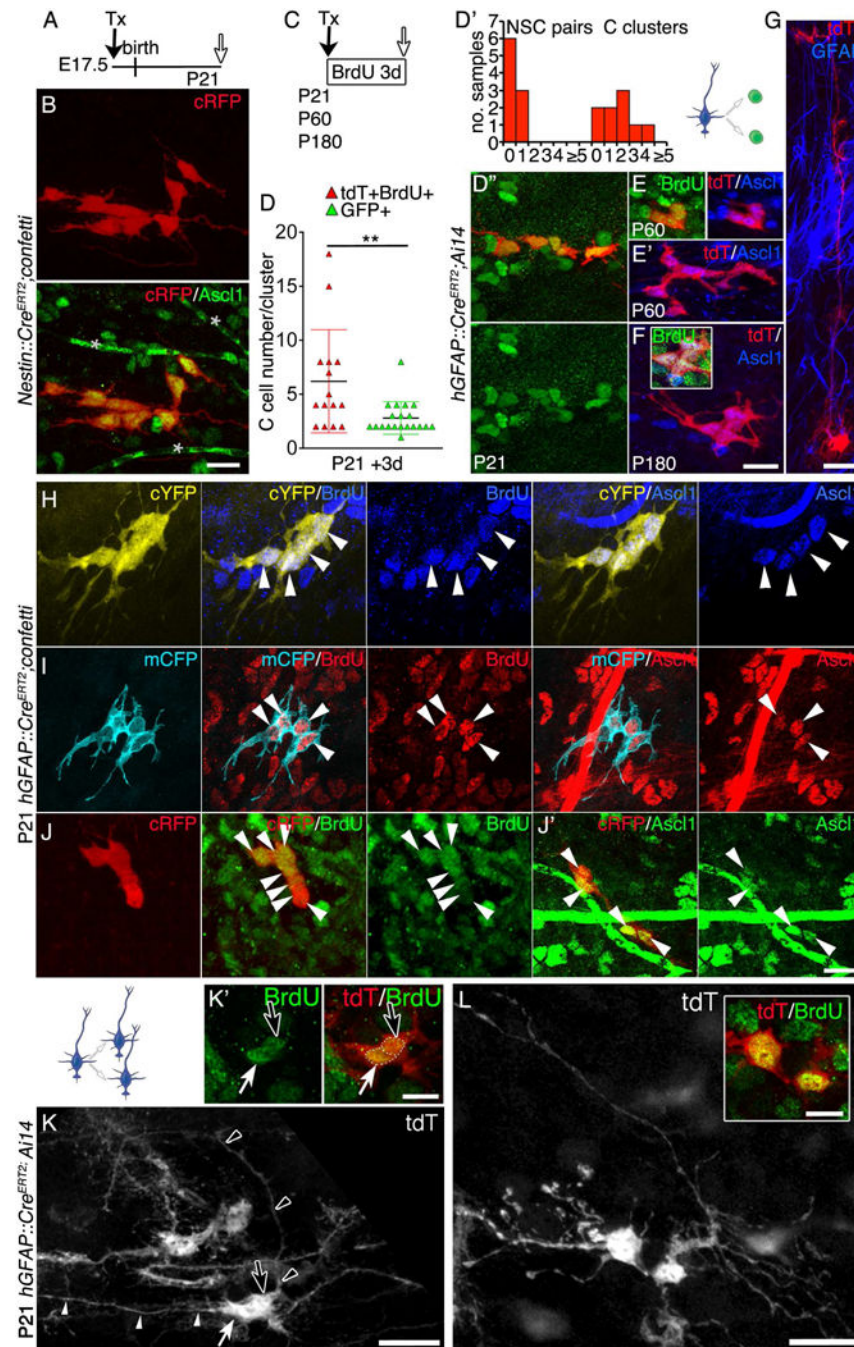 A
Tx
birth
E17.5
P21
B
cRFP
cRFP/Ascl1
*
*
*
Nestin::CreERT2;confetti
C
Tx
BrdU 3d
P21
P60
P180
D
tdT+BrdU+
GFP+
C cell number/cluster
20
15
10
5
0
**
P21 +3d
D'
NSC pairs C clusters
no. samples
7
6
5
4
3
2
1
0
0 1 2 3 4 ≥5
0 1 2 3 4 ≥5
hGFAP::CreERT2;Ai14
D"
P21
E
BrdU
tdT/Ascl1
P60
E'
tdT/Ascl1
P60
F
BrdU
tdT/
Ascl1
P180
G
tdT
GFAP
P21 hGFAP::CreERT2;confetti
H
cYFP
cYFP/BrdU
BrdU
cYFP/Ascl1
Ascl1
I
mCFP
mCFP/BrdU
BrdU
mCFP/Ascl1
Ascl1
J
cRFP
cRFP/BrdU
BrdU
J'
cRFP/Ascl1
Ascl1
K'
BrdU
tdT/BrdU
P21 hGFAP::CreERT2;Ai14
K
tdT
L
tdT
tdT/BrdU